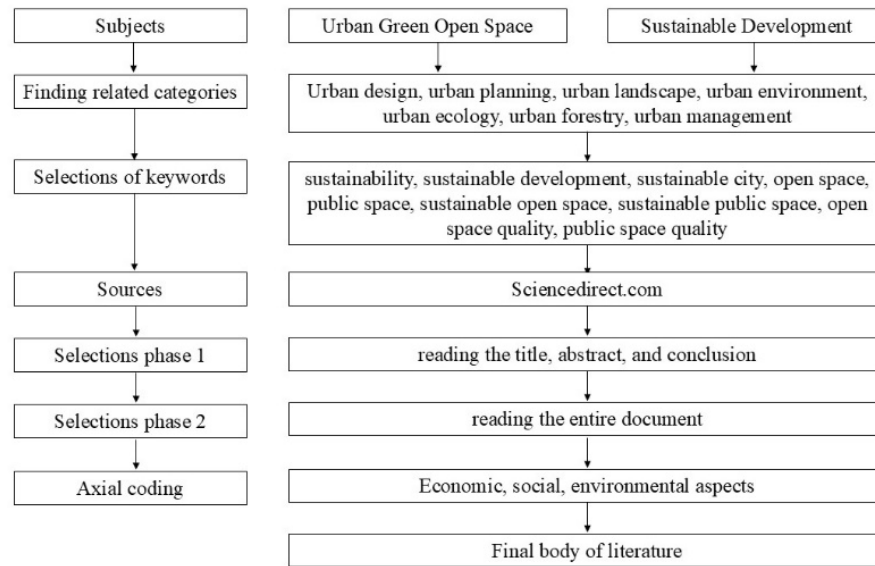 Subjects
Urban Green Open Space
Sustainable Development
Finding related categories
Urban design, urban planning, urban landscape, urban environment,
urban ecology, urban forestry, urban management
Selections of keywords
sustainability, sustainable development, sustainable city, open space,
public space, sustainable open space, sustainable public space, open
space quality, public space quality
Sources
Sciencedirect.com
Selections phase 1
reading the title, abstract, and conclusion
Selections phase 2
reading the entire document
Axial coding
Economic, social, environmental aspects
Final body of literature